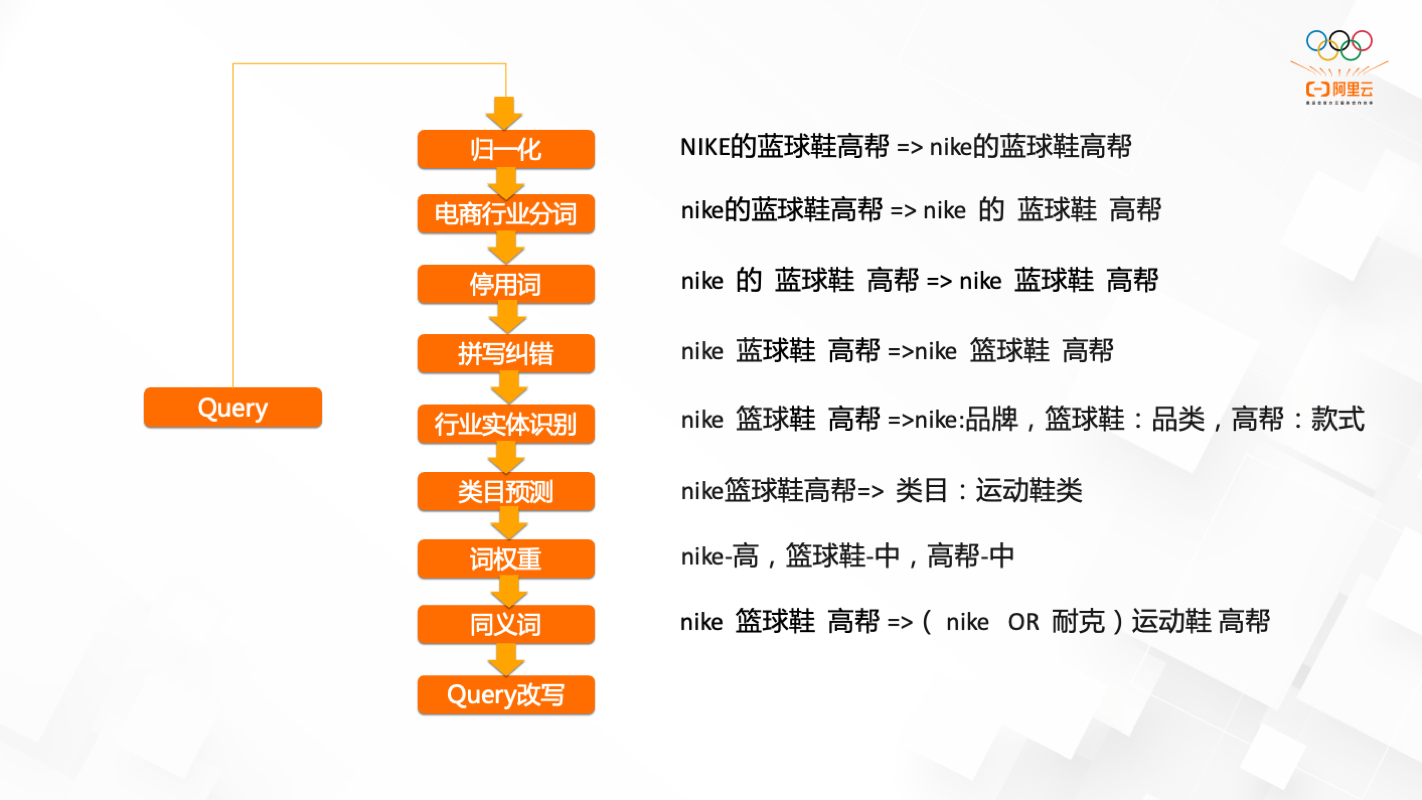 阿里云
归一化
NIKE的蓝球鞋高帮 => nike的蓝球鞋高帮
电商行业分词
nike的蓝球鞋高帮 => nike 的 蓝球鞋 高帮
停用词
nike 的 蓝球鞋 高帮 => nike 蓝球鞋 高帮
拼写纠错
nike 蓝球鞋 高帮 =>nike 篮球鞋 高帮
Query
行业实体识别
nike 篮球鞋 高帮 =>nike:品牌，篮球鞋：品类，高帮：款式
类目预测
nike篮球鞋高帮=> 类目：运动鞋类
词权重
nike-高，篮球鞋-中，高帮-中
同义词
nike 篮球鞋 高帮 =>（ nike OR 耐克）运动鞋 高帮
Query改写